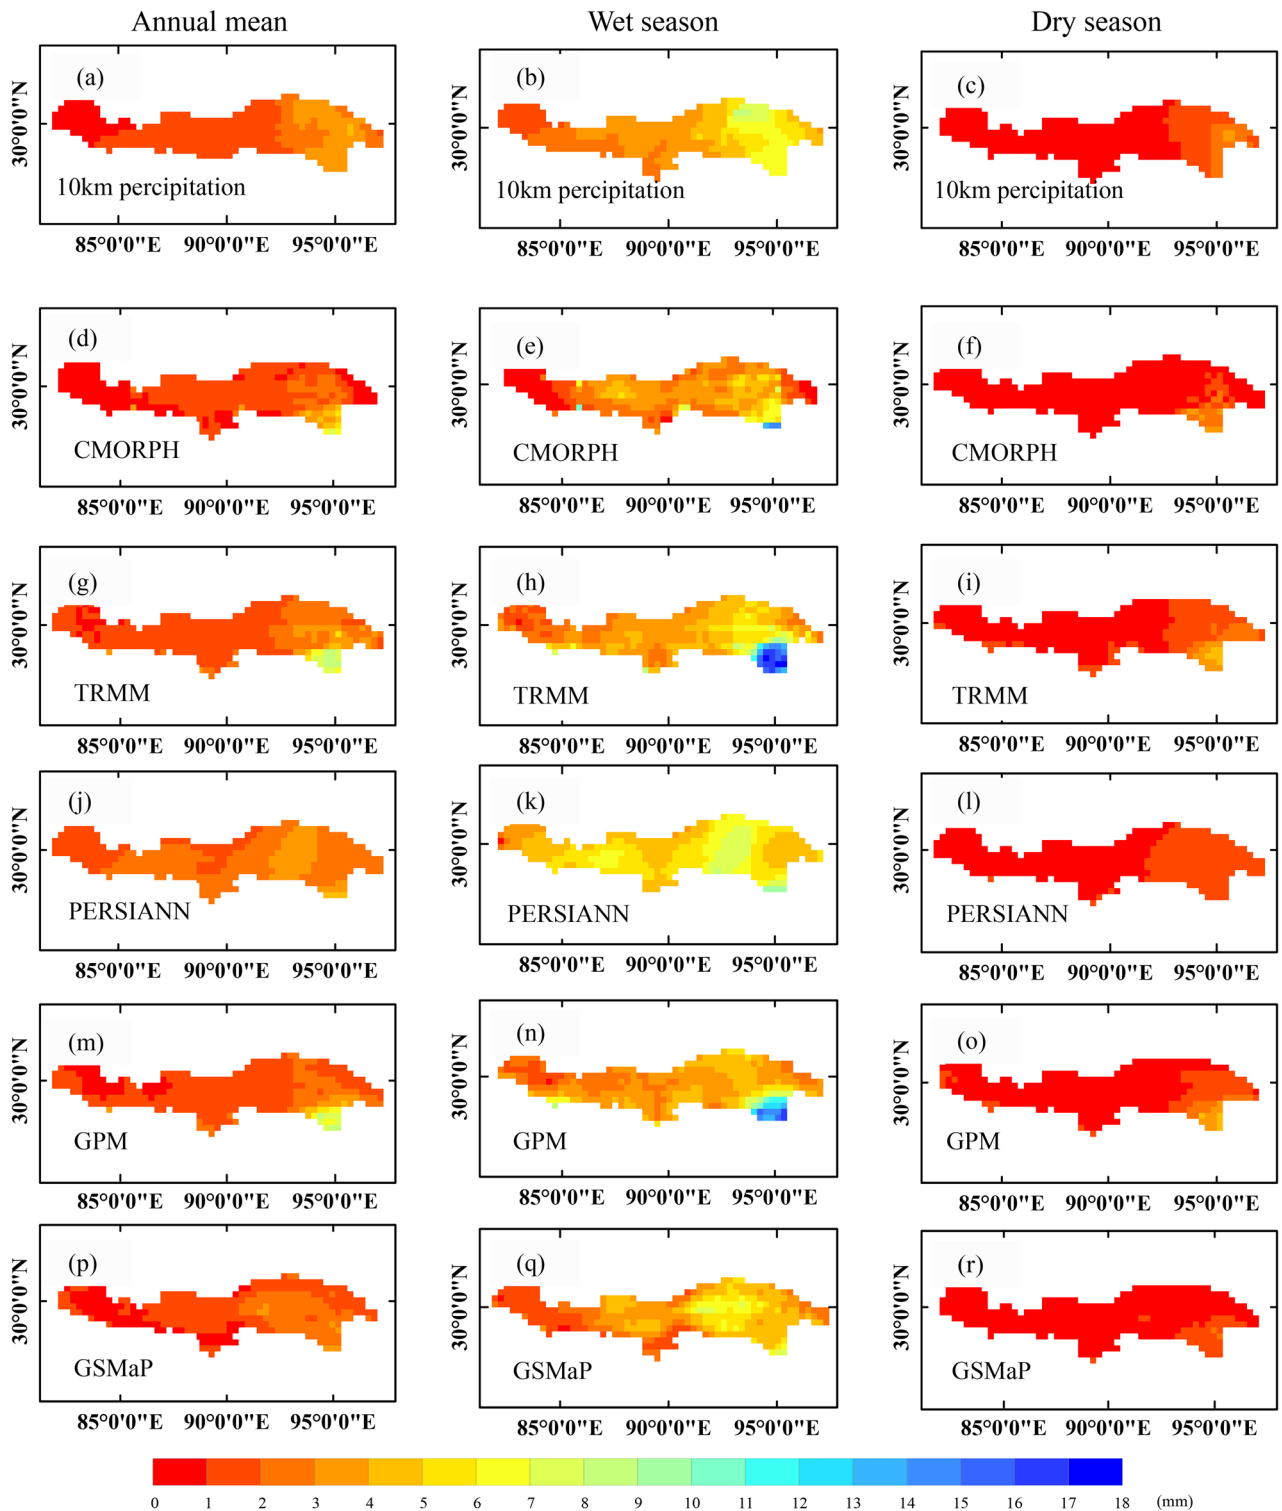 Annual mean Wet season Dry season
(a) (b) (c)
30°0'0"N 30°0'0"N 30°0'0"N
10km percipitation 10km percipitation 10km percipitation
85°0'0"E 90°0'0"E 95°0'0"E 85°0'0"E 90°0'0"E 95°0'0"E 85°0'0"E 90°0'0"E 95°0'0"E
(d) (e) (f)
30°0'0"N 30°0'0"N 30°0'0"N
CMORPH CMORPH CMORPH
85°0'0"E 90°0'0"E 95°0'0"E 85°0'0"E 90°0'0"E 95°0'0"E 85°0'0"E 90°0'0"E 95°0'0"E
(g) (h) (i)
30°0'0"N 30°0'0"N 30°0'0"N
TRMM TRMM TRMM
85°0'0"E 90°0'0"E 95°0'0"E 85°0'0"E 90°0'0"E 95°0'0"E 85°0'0"E 90°0'0"E 95°0'0"E
(j) (k) (l)
30°0'0"N 30°0'0"N 30°0'0"N
PERSIANN PERSIANN PERSIANN
85°0'0"E 90°0'0"E 95°0'0"E 85°0'0"E 90°0'0"E 95°0'0"E 85°0'0"E 90°0'0"E 95°0'0"E
(m) (n) (o)
30°0'0"N 30°0'0"N 30°0'0"N
GPM GPM GPM
85°0'0"E 90°0'0"E 95°0'0"E 85°0'0"E 90°0'0"E 95°0'0"E 85°0'0"E 90°0'0"E 95°0'0"E
(p) (q) (r)
30°0'0"N 30°0'0"N 30°0'0"N
GSMaP GSMaP GSMaP
85°0'0"E 90°0'0"E 95°0'0"E 85°0'0"E 90°0'0"E 95°0'0"E 85°0'0"E 90°0'0"E 95°0'0"E
0 1 2 3 4 5 6 7 8 9 10 11 12 13 14 15 16 17 18 (mm)